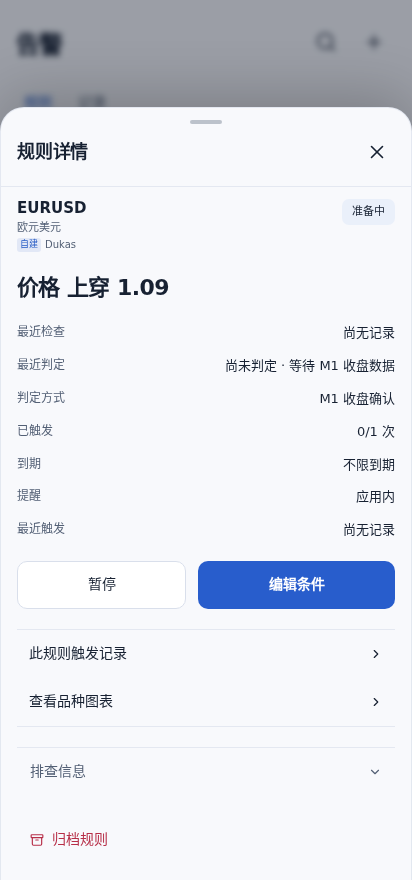 告警
规则详情
EURUSD
准备中
欧元美元
自建 Dukas
价格 上穿 1.09
最近检查 尚无记录
最近判定 尚未判定 · 等待 M1 收盘数据
判定方式 M1 收盘确认
已触发 0/1 次
到期 不限到期
提醒 应用内
最近触发 尚无记录
暂停 编辑条件
此规则触发记录
查看品种图表
排查信息
归档规则